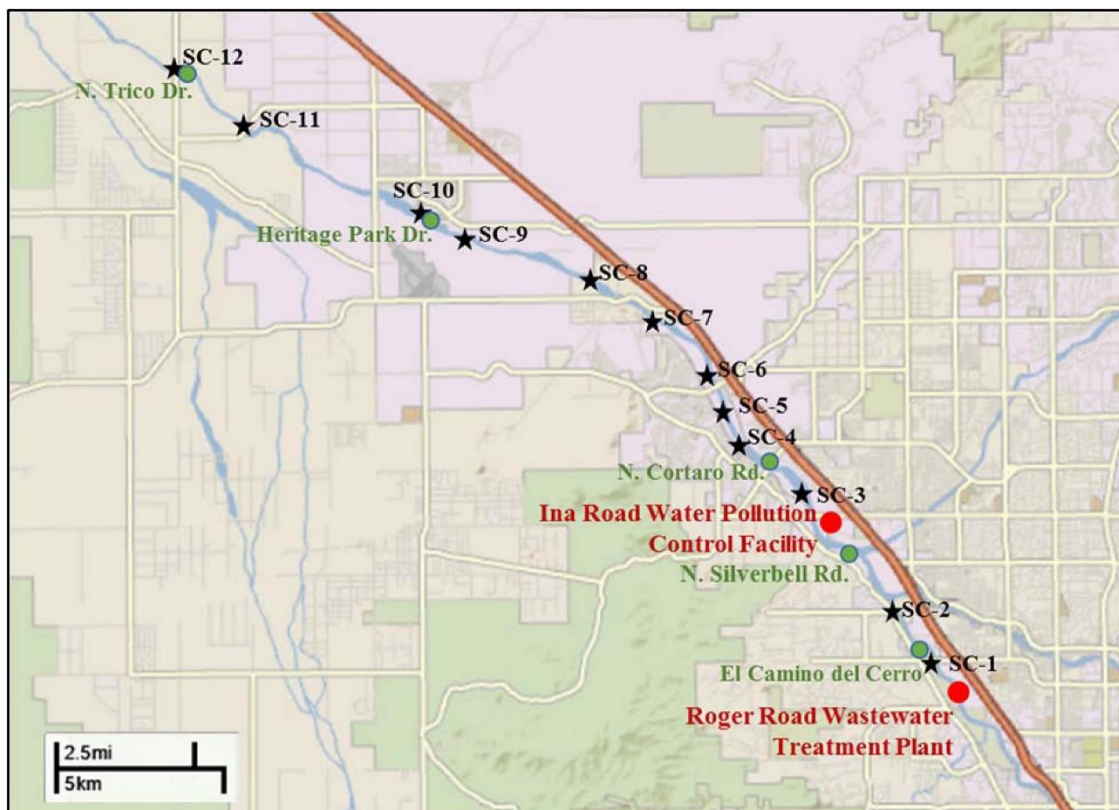 SC-12
N. Trico Dr.
SC-11
SC-10
Heritage Park Dr.
SC-9
SC-8
SC-7
SC-6
SC-5
SC-4
N. Cortaro Rd.
SC-3
Ina Road Water Pollution
Control Facility
N. Silverbell Rd.
SC-2
SC-1
El Camino del Cerro
Roger Road Wastewater
Treatment Plant
2.5mi
5km